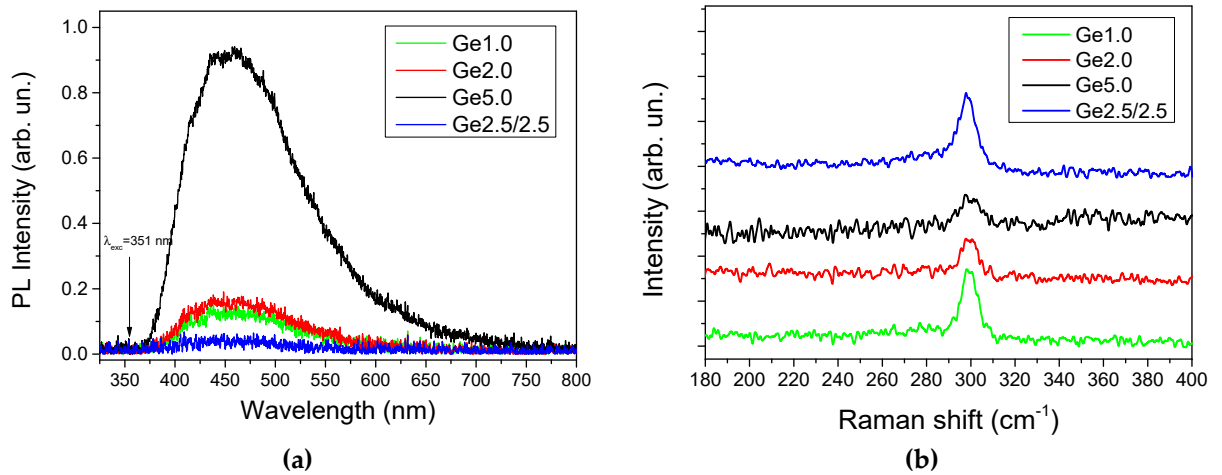 Ge1.0
Ge2.0
Ge5.0
Ge2.5/2.5
PL Intensity (arb. un.)
1.0
0.8
0.6
0.4
0.2
0.0
λexc=351 nm
350 400 450 500 550 600 650 700 750 800
Wavelength (nm)
(a)
Ge1.0
Ge2.0
Ge5.0
Ge2.5/2.5
Intensity (arb. un.)
180 200 220 240 260 280 300 320 340 360 380 400
Raman shift (cm-1)
(b)